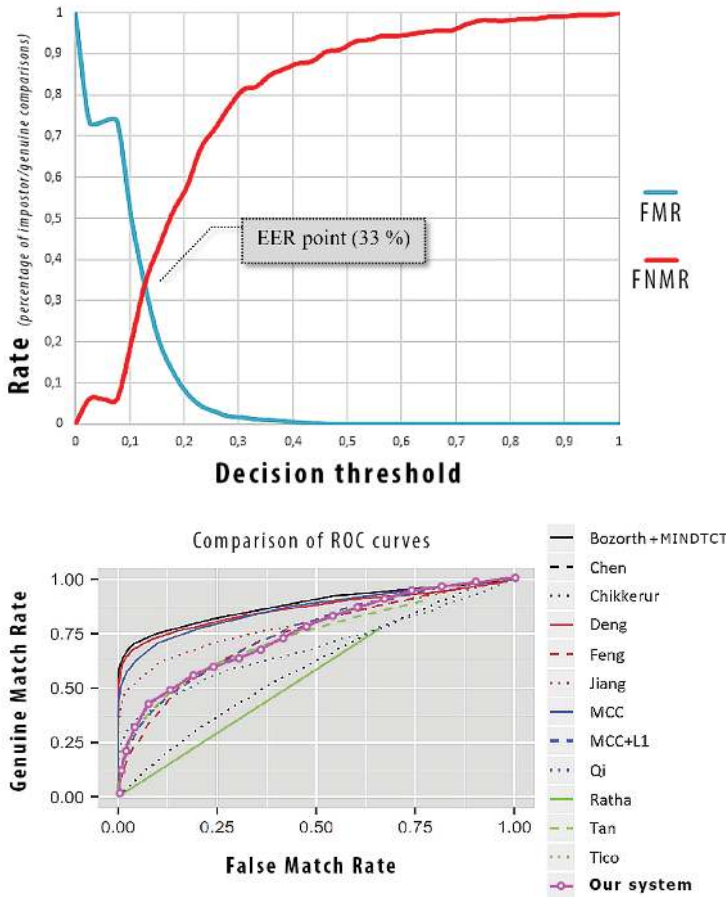 1
0,9
0,8
0,7
0,6
0,5
0,4
0,3
0,2
0,1
0
Rate (percentage of impostor/genuine comparisons)
EER point (33 %)
FMR
FNMR
0 0,1 0,2 0,3 0,4 0,5 0,6 0,7 0,8 0,9 1
Decision threshold
Comparison of ROC curves
Genuine Match Rate
1.00
0.75
0.50
0.25
0.00
0.00 0.25 0.50 0.75 1.00
False Match Rate
Bozorth+MINDTCT
Chen
Chikkerur
Deng
Feng
Jiang
MCC
MCC+L1
Qi
Ratha
Tan
Tico
Our system